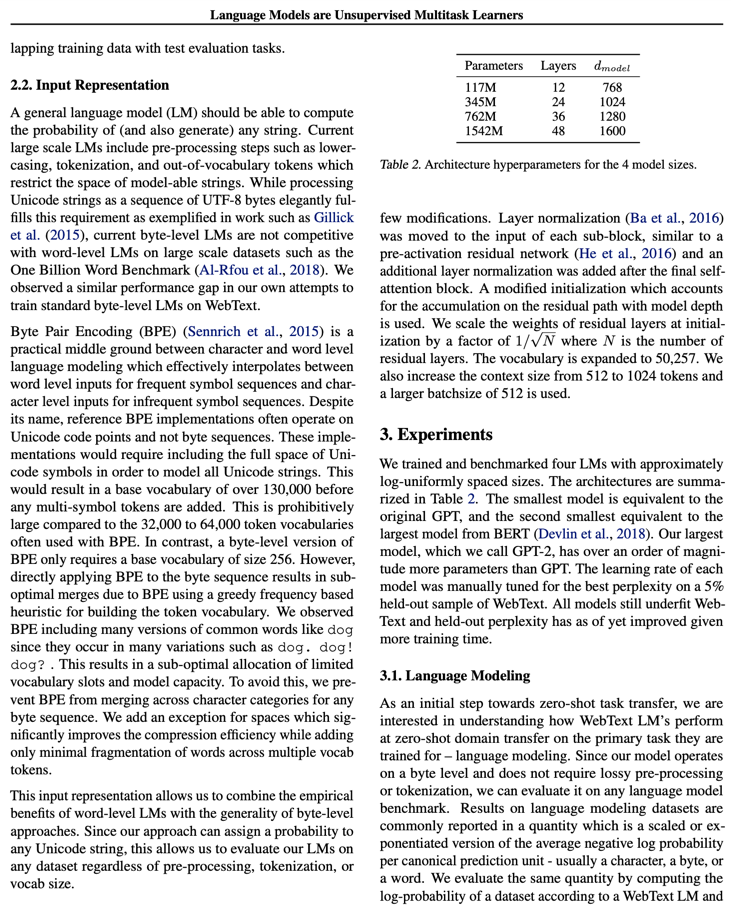 Language Models are Unsupervised Multitask Learners
lapping training data with test evaluation tasks.
2.2. Input Representation
A general language model (LM) should be able to compute
the probability of (and also generate) any string. Current
large scale LMs include pre-processing steps such as lower-
casing, tokenization, and out-of-vocabulary tokens which
restrict the space of model-able strings. While processing
Unicode strings as a sequence of UTF-8 bytes elegantly ful-
fills this requirement as exemplified in work such as Gillick
et al. (2015), current byte-level LMs are not competitive
with word-level LMs on large scale datasets such as the
One Billion Word Benchmark (Al-Rfou et al., 2018). We
observed a similar performance gap in our own attempts to
train standard byte-level LMs on WebText.
Byte Pair Encoding (BPE) (Sennrich et al., 2015) is a
practical middle ground between character and word level
language modeling which effectively interpolates between
word level inputs for frequent symbol sequences and char-
acter level inputs for infrequent symbol sequences. Despite
its name, reference BPE implementations often operate on
Unicode code points and not byte sequences. These imple-
mentations would require including the full space of Uni-
code symbols in order to model all Unicode strings. This
would result in a base vocabulary of over 130,000 before
any multi-symbol tokens are added. This is prohibitively
large compared to the 32,000 to 64,000 token vocabularies
often used with BPE. In contrast, a byte-level version of
BPE only requires a base vocabulary of size 256. However,
directly applying BPE to the byte sequence results in sub-
optimal merges due to BPE using a greedy frequency based
heuristic for building the token vocabulary. We observed
BPE including many versions of common words like dog
since they occur in many variations such as dog. dog!
dog? . This results in a sub-optimal allocation of limited
vocabulary slots and model capacity. To avoid this, we pre-
vent BPE from merging across character categories for any
byte sequence. We add an exception for spaces which sig-
nificantly improves the compression efficiency while adding
only minimal fragmentation of words across multiple vocab
tokens.
This input representation allows us to combine the empirical
benefits of word-level LMs with the generality of byte-level
approaches. Since our approach can assign a probability to
any Unicode string, this allows us to evaluate our LMs on
any dataset regardless of pre-processing, tokenization, or
vocab size.
Parameters Layers d_model
117M 12 768
345M 24 1024
762M 36 1280
1542M 48 1600
Table 2. Architecture hyperparameters for the 4 model sizes.
few modifications. Layer normalization (Ba et al., 2016)
was moved to the input of each sub-block, similar to a
pre-activation residual network (He et al., 2016) and an
additional layer normalization was added after the final self-
attention block. A modified initialization which accounts
for the accumulation on the residual path with model depth
is used. We scale the weights of residual layers at initial-
ization by a factor of 1/√N where N is the number of
residual layers. The vocabulary is expanded to 50,257. We
also increase the context size from 512 to 1024 tokens and
a larger batchsize of 512 is used.
3. Experiments
We trained and benchmarked four LMs with approximately
log-uniformly spaced sizes. The architectures are summa-
rized in Table 2. The smallest model is equivalent to the
original GPT, and the second smallest equivalent to the
largest model from BERT (Devlin et al., 2018). Our largest
model, which we call GPT-2, has over an order of magni-
tude more parameters than GPT. The learning rate of each
model was manually tuned for the best perplexity on a 5%
held-out sample of WebText. All models still underfit Web-
Text and held-out perplexity has as of yet improved given
more training time.
3.1. Language Modeling
As an initial step towards zero-shot task transfer, we are
interested in understanding how WebText LM's perform
at zero-shot domain transfer on the primary task they are
trained for – language modeling. Since our model operates
on a byte level and does not require lossy pre-processing
or tokenization, we can evaluate it on any language model
benchmark. Results on language modeling datasets are
commonly reported in a quantity which is a scaled or ex-
ponentiated version of the average negative log probability
per canonical prediction unit - usually a character, a byte, or
a word. We evaluate the same quantity by computing the
log-probability of a dataset according to a WebText LM and